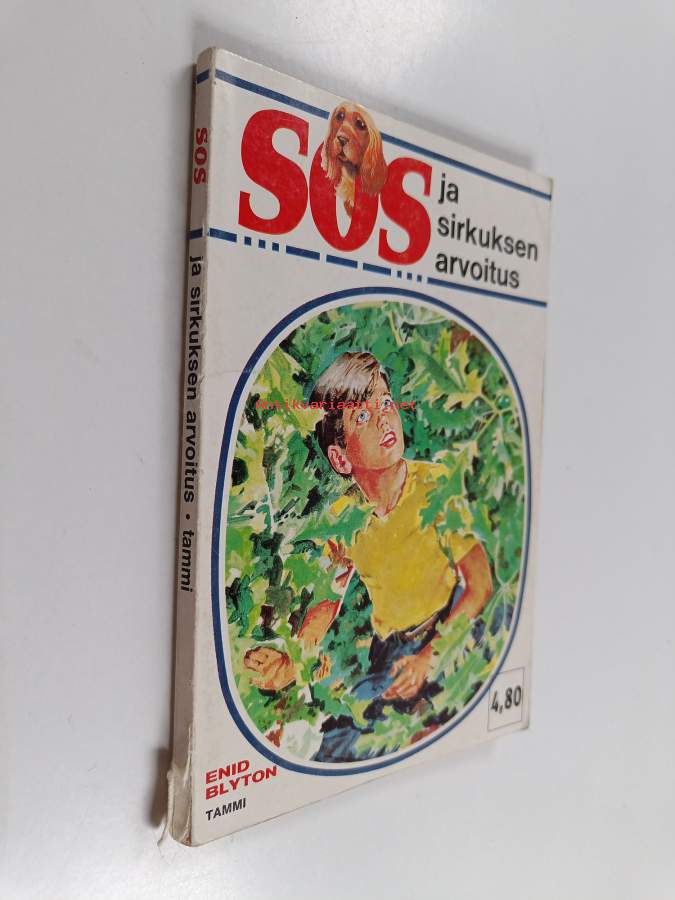 SOS
ja
sirkuksen
arvoitus
SOS ja sirkuksen arvoitus • tammi
antikvariaatti.net
4,80
ENID
BLYTON
TAMMI